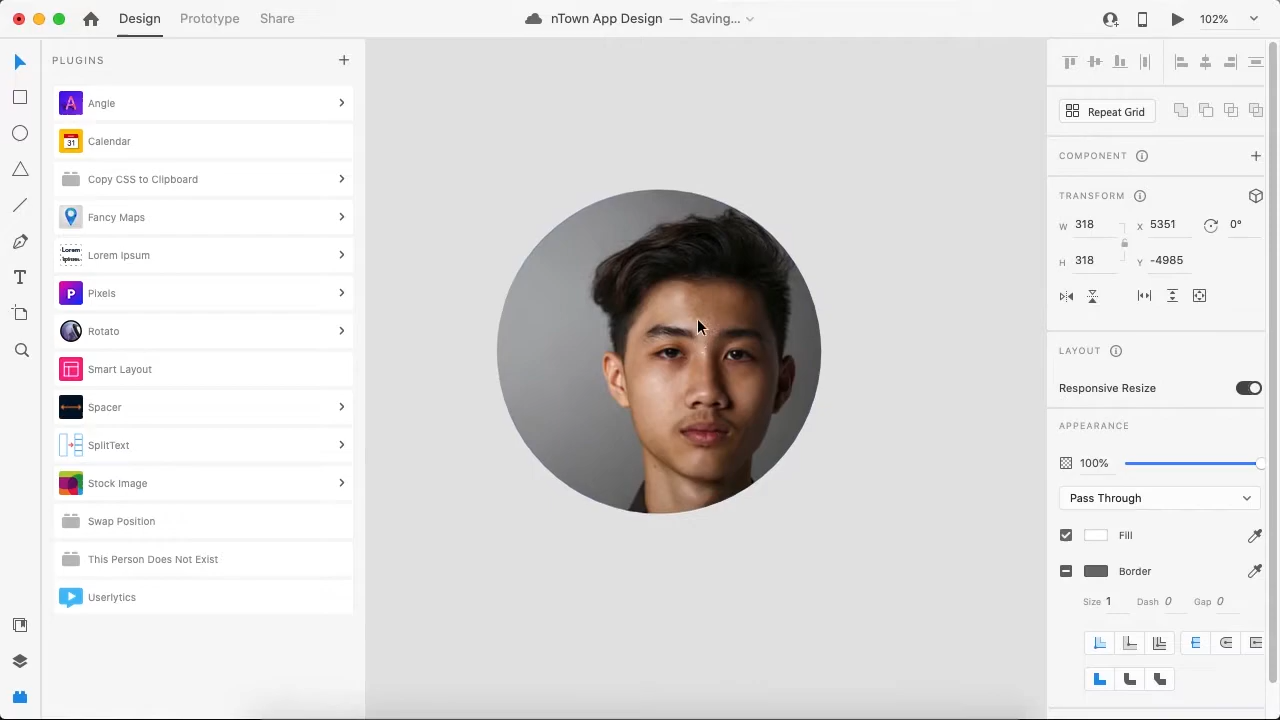 Design Prototype Share nTown App Design — Saving... 102%
PLUGINS
Angle
Calendar
31
Copy CSS to Clipboard
Fancy Maps
Lorem Ipsum
Pixels
Rotato
Smart Layout
Spacer
SplitText
Stock Image
Swap Position
This Person Does Not Exist
Userlytics
Repeat Grid
COMPONENT
TRANSFORM
W 318 X 5351 0°
H 318 Y -4985
LAYOUT
Responsive Resize
APPEARANCE
100%
Pass Through
Fill
Border
Size 1 Dash 0 Gap 0